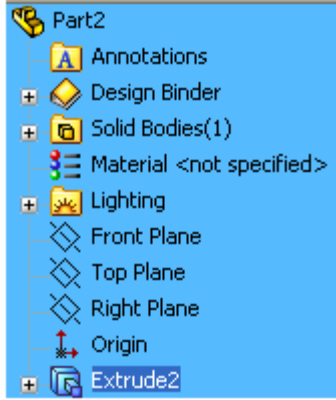 Part2
Annotations
Design Binder
Solid Bodies(1)
Material <not specified>
Lighting
Front Plane
Top Plane
Right Plane
Origin
Extrude2